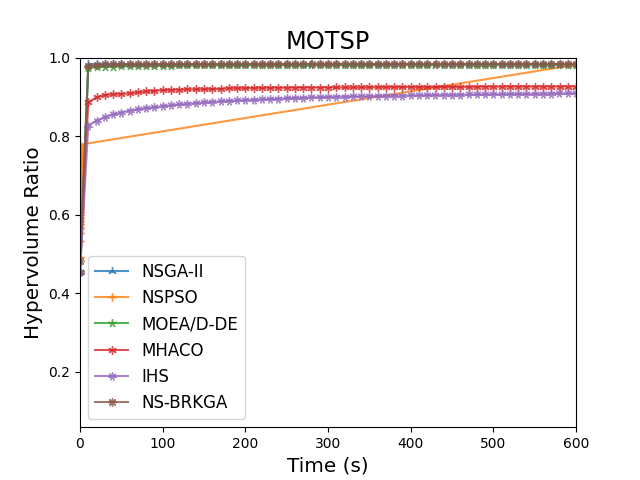 MOTSP
Hypervolume Ratio
1.0
0.8
0.6
0.4
0.2
NSGA-II
NSPSO
MOEA/D-DE
MHACO
IHS
NS-BRKGA
0 100 200 300 400 500 600
Time (s)